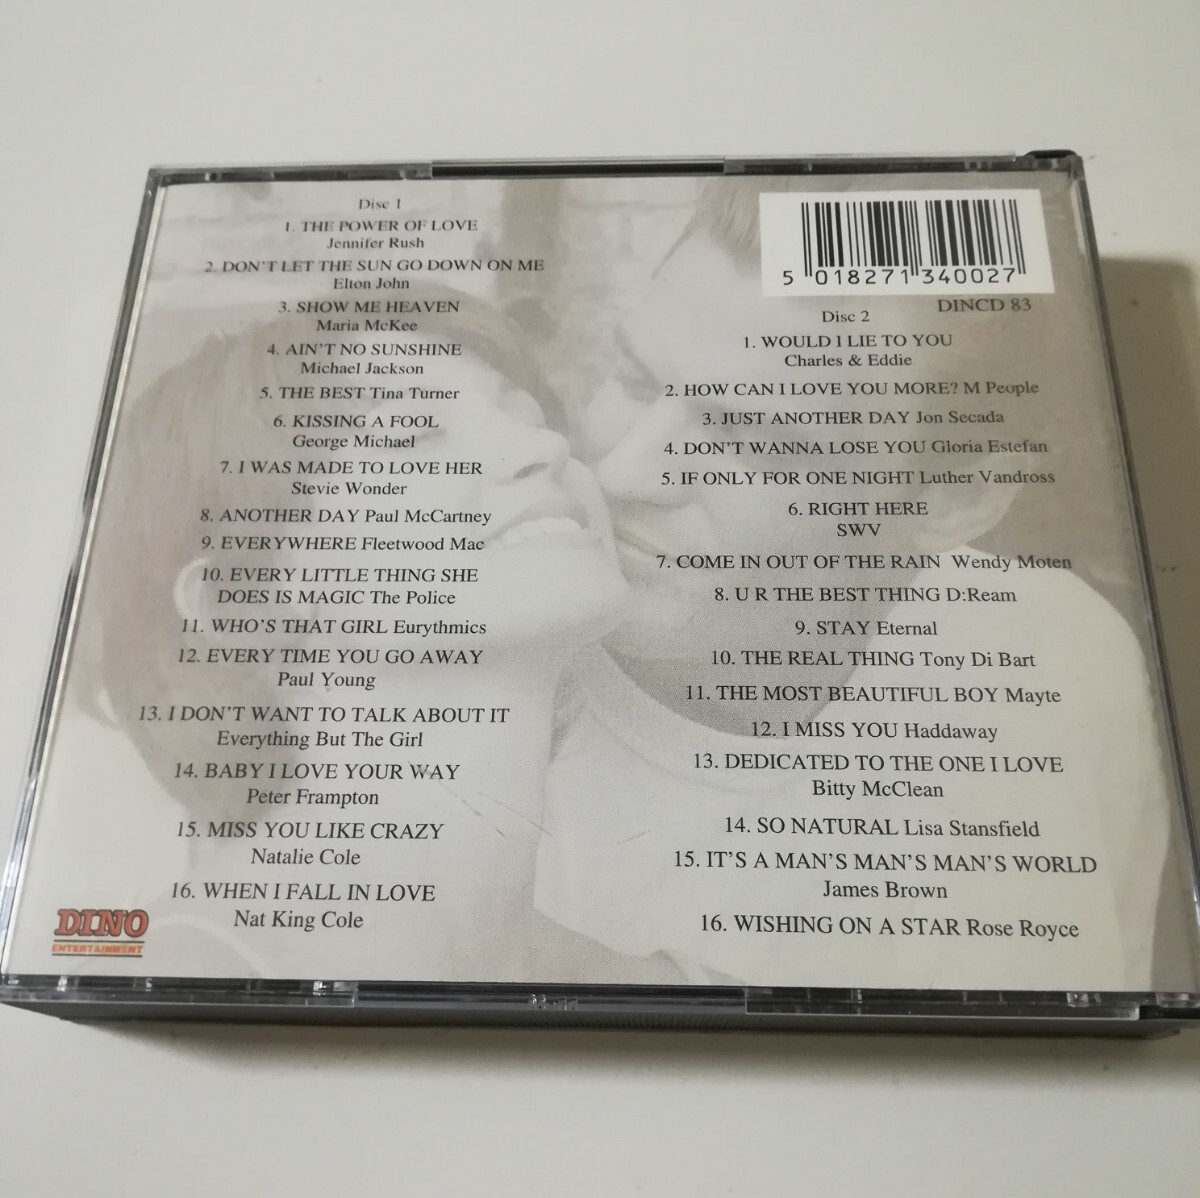 Disc 1
1. THE POWER OF LOVE
Jennifer Rush
2. DON'T LET THE SUN GO DOWN ON ME
Elton John
3. SHOW ME HEAVEN
Maria McKee
4. AIN'T NO SUNSHINE
Michael Jackson
5. THE BEST Tina Turner
6. KISSING A FOOL
George Michael
7. I WAS MADE TO LOVE HER
Stevie Wonder
8. ANOTHER DAY Paul McCartney
9. EVERYWHERE Fleetwood Mac
10. EVERY LITTLE THING SHE
DOES IS MAGIC The Police
11. WHO'S THAT GIRL Eurythmics
12. EVERY TIME YOU GO AWAY
Paul Young
13. I DON'T WANT TO TALK ABOUT IT
Everything But The Girl
14. BABY I LOVE YOUR WAY
Peter Frampton
15. MISS YOU LIKE CRAZY
Natalie Cole
16. WHEN I FALL IN LOVE
Nat King Cole
DINO
ENTERTAINMENT
5 018271 340027
DINCD 83
Disc 2
1. WOULD I LIE TO YOU
Charles & Eddie
2. HOW CAN I LOVE YOU MORE? M People
3. JUST ANOTHER DAY Jon Secada
4. DON'T WANNA LOSE YOU Gloria Estefan
5. IF ONLY FOR ONE NIGHT Luther Vandross
6. RIGHT HERE
SWV
7. COME IN OUT OF THE RAIN Wendy Moten
8. U R THE BEST THING D:Ream
9. STAY Eternal
10. THE REAL THING Tony Di Bart
11. THE MOST BEAUTIFUL BOY Mayte
12. I MISS YOU Haddaway
13. DEDICATED TO THE ONE I LOVE
Bitty McClean
14. SO NATURAL Lisa Stansfield
15. IT'S A MAN'S MAN'S MAN'S WORLD
James Brown
16. WISHING ON A STAR Rose Royce